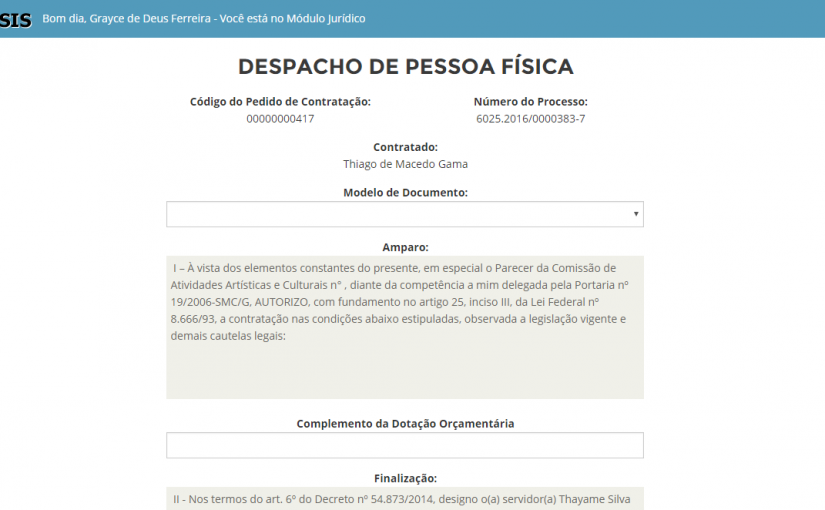 SIS Bom dia, Grayce de Deus Ferreira - Você está no Módulo Jurídico
DESPACHO DE PESSOA FÍSICA
Código do Pedido de Contratação: Número do Processo:
00000000417 6025.2016/0000383-7
Contratado:
Thiago de Macedo Gama
Modelo de Documento:
Amparo:
I – À vista dos elementos constantes do presente, em especial o Parecer da Comissão de
Atividades Artísticas e Culturais n° , diante da competência a mim delegada pela Portaria nº
19/2006-SMC/G, AUTORIZO, com fundamento no artigo 25, inciso III, da Lei Federal nº
8.666/93, a contratação nas condições abaixo estipuladas, observada a legislação vigente e
demais cautelas legais:
Complemento da Dotação Orçamentária
Finalização:
II - Nos termos do art. 6º do Decreto nº 54.873/2014, designo o(a) servidor(a) Thayame Silva